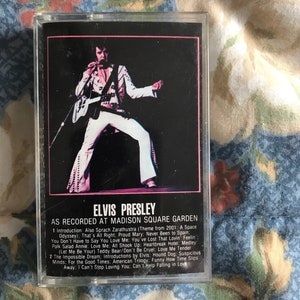 ELVIS PRESLEY
AS RECORDED AT MADISON SQUARE GARDEN
1 Introduction: Also Sprach Zarathustra (Theme from 2001: A Space
Odyssey); That's All Right; Proud Mary; Never Been to Spain;
You Don't Have to Say You Love Me; You've Lost That Lovin' Feelin';
Polk Salad Annie; Love Me; All Shook Up; Heartbreak Hotel; Medley:
(Let Me Be Your) Teddy Bear/Don't Be Cruel; Love Me Tender
2 The Impossible Dream; Introductions by Elvis; Hound Dog; Suspicious
Minds; For the Good Times; American Trilogy; Funny How Time Slips
Away; I Can't Stop Loving You; Can't Help Falling in Love